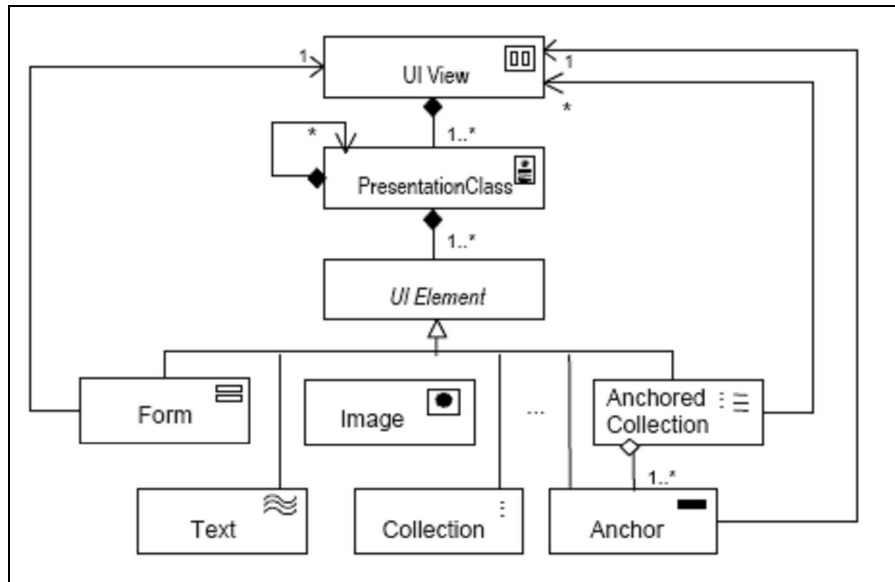 1
UI View
1
*
*
1..*
PresentationClass
1..*
UI Element
Form
Image
...
Anchored
Collection
1..*
Text
Collection
Anchor